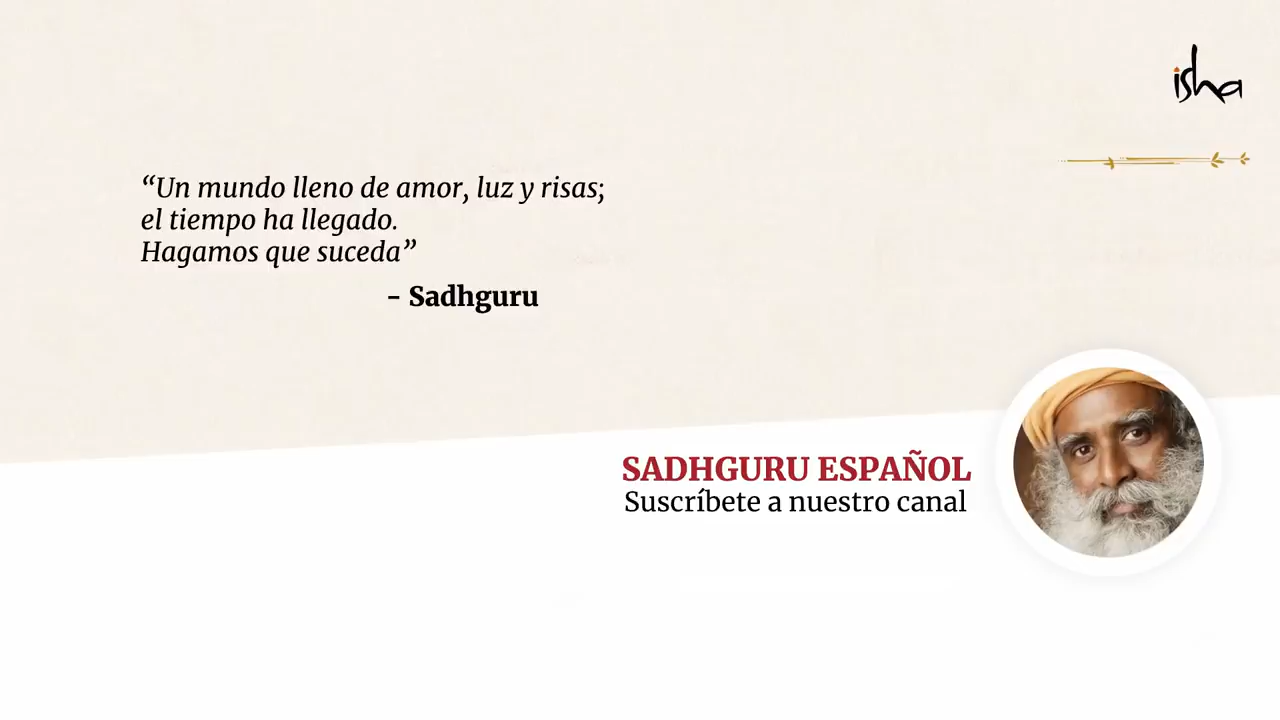 isha
“Un mundo lleno de amor, luz y risas;
el tiempo ha llegado.
Hagamos que suceda”
- Sadhguru
SADHGURU ESPAÑOL
Suscríbete a nuestro canal